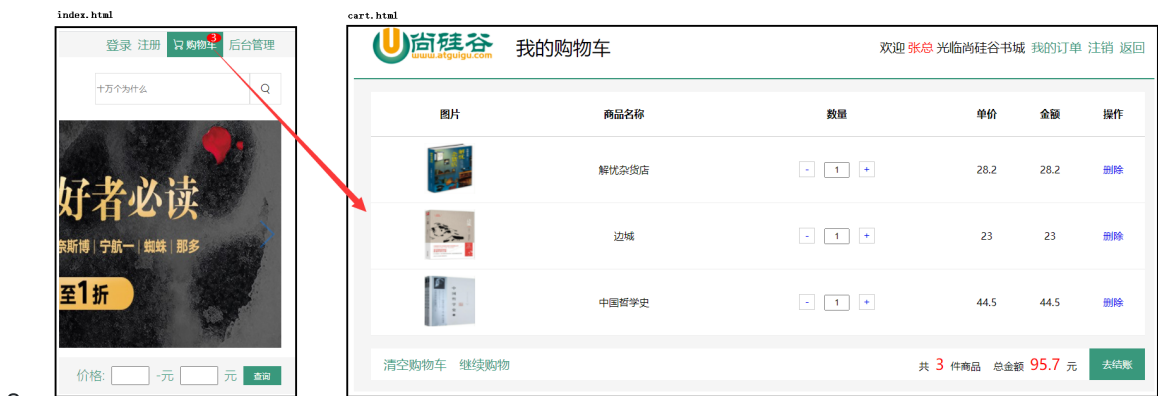 index.html
登录 注册 购物车 3 后台管理
十万个为什么
好者必读
奈斯博|宁航一|蜘蛛|那多
至1折
价格: -元 元 查询
cart.html
尚硅谷
www.atguigu.com
我的购物车 欢迎 张总 光临尚硅谷书城 我的订单 注销 返回
图片 商品名称 数量 单价 金额 操作
解忧杂货店 - 1 + 28.2 28.2 删除
边城 - 1 + 23 23 删除
中国哲学史 - 1 + 44.5 44.5 删除
清空购物车 继续购物 共 3 件商品 总金额 95.7 元 去结账